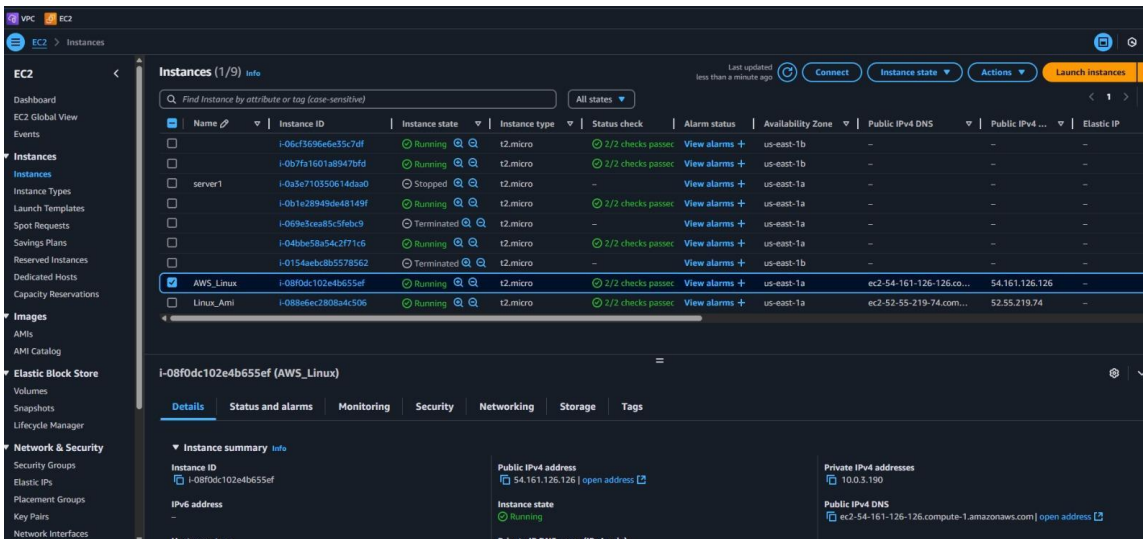 VPC EC2
EC2 > Instances
EC2
Dashboard
EC2 Global View
Events
Instances
Instances
Instance Types
Launch Templates
Spot Requests
Savings Plans
Reserved Instances
Dedicated Hosts
Capacity Reservations
Images
AMIs
AMI Catalog
Elastic Block Store
Volumes
Snapshots
Lifecycle Manager
Network & Security
Security Groups
Elastic IPs
Placement Groups
Key Pairs
Network Interfaces
Instances (1/9) Info
Last updated
less than a minute ago
Connect Instance state Actions Launch instances
Find Instance by attribute or tag (case-sensitive) All states < 1 >
Name Instance ID Instance state Instance type Status check Alarm status Availability Zone Public IPv4 DNS Public IPv4 ... Elastic IP
i-06cf3696e6e35c7df Running t2.micro 2/2 checks passec View alarms + us-east-1b – – –
i-0b7fa1601a8947bfd Running t2.micro 2/2 checks passec View alarms + us-east-1b – – –
server1 i-0a3e710350614daa0 Stopped t2.micro – View alarms + us-east-1a – – –
i-0b1e28949de48149f Running t2.micro 2/2 checks passec View alarms + us-east-1a – – –
i-069e3cea85c5febc9 Terminated t2.micro – View alarms + us-east-1a – – –
i-04bbe58a54c2f71c6 Running t2.micro 2/2 checks passec View alarms + us-east-1a – – –
i-0154aebc8b5578562 Terminated t2.micro – View alarms + us-east-1b – – –
AWS_Linux i-08f0dc102e4b655ef Running t2.micro 2/2 checks passec View alarms + us-east-1a ec2-54-161-126-126.co... 54.161.126.126 –
Linux_Ami i-088e6ec2808a4c506 Running t2.micro 2/2 checks passec View alarms + us-east-1a ec2-52-55-219-74.com... 52.55.219.74 –
i-08f0dc102e4b655ef (AWS_Linux)
Details Status and alarms Monitoring Security Networking Storage Tags
Instance summary Info
Instance ID Public IPv4 address Private IPv4 addresses
i-08f0dc102e4b655ef 54.161.126.126 | open address 10.0.3.190
IPv6 address Instance state Public IPv4 DNS
– Running ec2-54-161-126-126.compute-1.amazonaws.com | open address